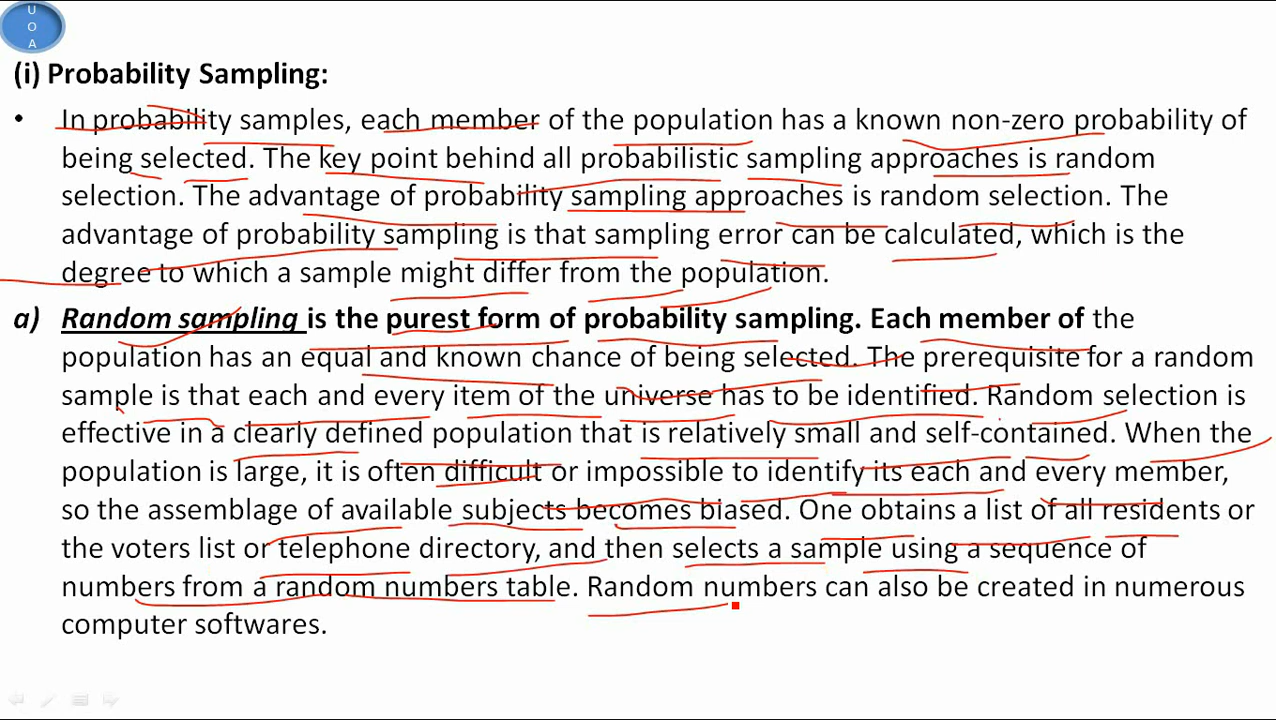 U
O
A
(i) Probability Sampling:
• In probability samples, each member of the population has a known non-zero probability of
being selected. The key point behind all probabilistic sampling approaches is random
selection. The advantage of probability sampling approaches is random selection. The
advantage of probability sampling is that sampling error can be calculated, which is the
degree to which a sample might differ from the population.
a) Random sampling is the purest form of probability sampling. Each member of the
population has an equal and known chance of being selected. The prerequisite for a random
sample is that each and every item of the universe has to be identified. Random selection is
effective in a clearly defined population that is relatively small and self-contained. When the
population is large, it is often difficult or impossible to identify its each and every member,
so the assemblage of available subjects becomes biased. One obtains a list of all residents or
the voters list or telephone directory, and then selects a sample using a sequence of
numbers from a random numbers table. Random numbers can also be created in numerous
computer softwares.